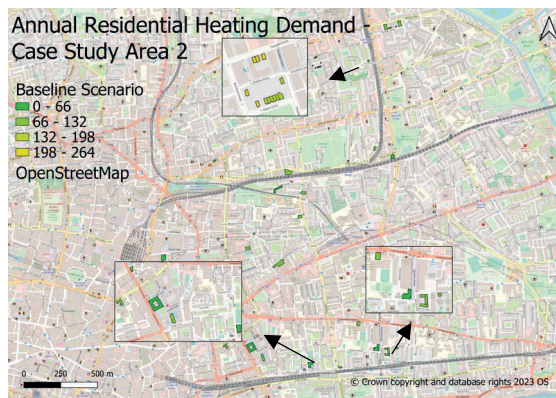 Annual Residential Heating Demand -
Case Study Area 2
Baseline Scenario
0 - 66
66 - 132
132 - 198
198 - 264
OpenStreetMap
0 250 500 m
© Crown copyright and database rights 2023 OS